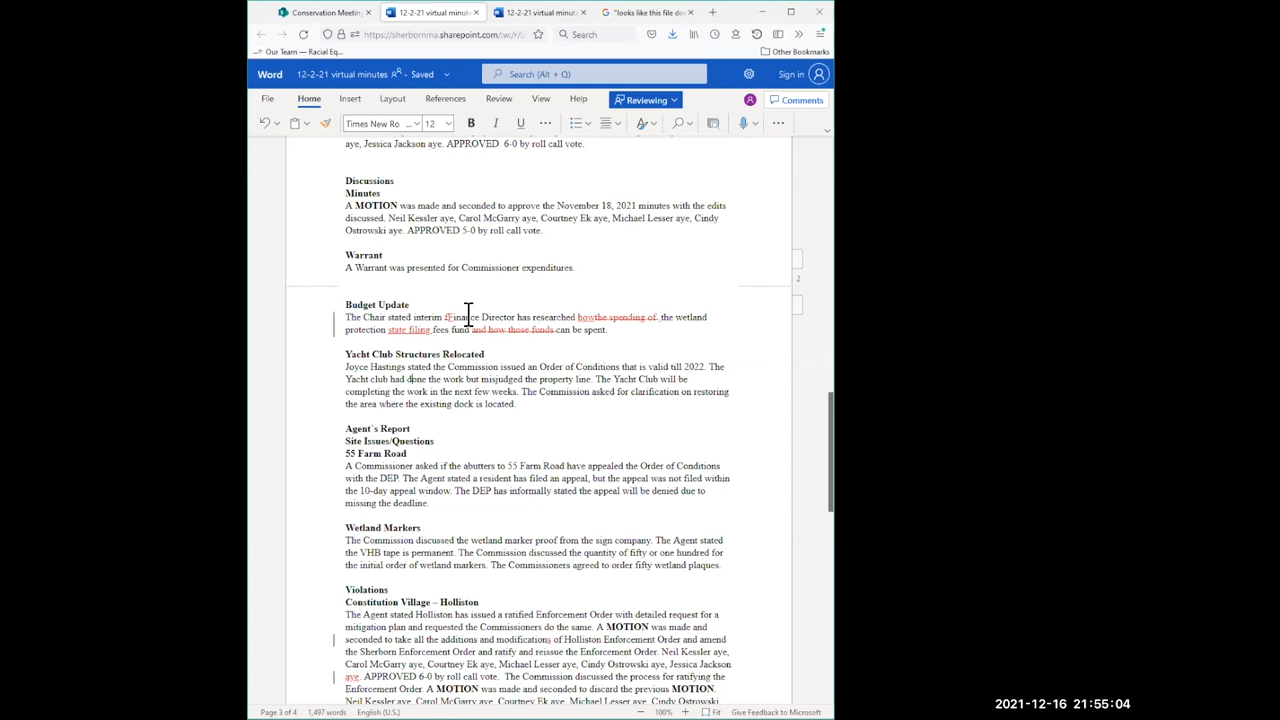 Conservation Meeting
12-2-21 virtual minutes
12-2-21 virtual minute
"looks like this file do
https://sherbornma.sharepoint.com/:w:/r/s
Search
Our Team — Racial Eq...
Other Bookmarks
Word
12-2-21 virtual minutes
- Saved
Search (Alt + Q)
Sign in
File
Home
Insert
Layout
References
Review
View
Help
Reviewing
Comments
Times New Ro ...
12
B
I
U
aye, Jessica Jackson aye. APPROVED 6-0 by roll call vote.
Discussions
Minutes
A MOTION was made and seconded to approve the November 18, 2021 minutes with the edits
discussed. Neil Kessler aye, Carol McGarry aye, Courtney Ek aye, Michael Lesser aye, Cindy
Ostrowski aye. APPROVED 5-0 by roll call vote.
Warrant
A Warrant was presented for Commissioner expenditures.
2
Budget Update
The Chair stated interim fFinance Director has researched howthe spending of the wetland
protection state filing fees fund and how those funds can be spent.
Yacht Club Structures Relocated
Joyce Hastings stated the Commission issued an Order of Conditions that is valid till 2022. The
Yacht club had done the work but misjudged the property line. The Yacht Club will be
completing the work in the next few weeks. The Commission asked for clarification on restoring
the area where the existing dock is located.
Agent's Report
Site Issues/Questions
55 Farm Road
A Commissioner asked if the abutters to 55 Farm Road have appealed the Order of Conditions
with the DEP. The Agent stated a resident has filed an appeal, but the appeal was not filed within
the 10-day appeal window. The DEP has informally stated the appeal will be denied due to
missing the deadline.
Wetland Markers
The Commission discussed the wetland marker proof from the sign company. The Agent stated
the VHB tape is permanent. The Commission discussed the quantity of fifty or one hundred for
the initial order of wetland markers. The Commissioners agreed to order fifty wetland plaques.
Violations
Constitution Village – Holliston
The Agent stated Holliston has issued a ratified Enforcement Order with detailed request for a
mitigation plan and requested the Commissioners do the same. A MOTION was made and
seconded to take all the additions and modifications of Holliston Enforcement Order and amend
the Sherborn Enforcement Order and ratify and reissue the Enforcement Order. Neil Kessler aye,
Carol McGarry aye, Courtney Ek aye, Michael Lesser aye, Cindy Ostrowski aye, Jessica Jackson
aye. APPROVED 6-0 by roll call vote. The Commission discussed the process for ratifying the
Enforcement Order. A MOTION was made and seconded to discard the previous MOTION.
Neil Kessler aye, Carol McGarry aye, Courtney Ek aye, Michael Lesser aye, Cindy
Page 3 of 4
1,497 words
English (U.S.)
100%
Fit
Give Feedback to Microsoft
2021-12-16 21:55:04